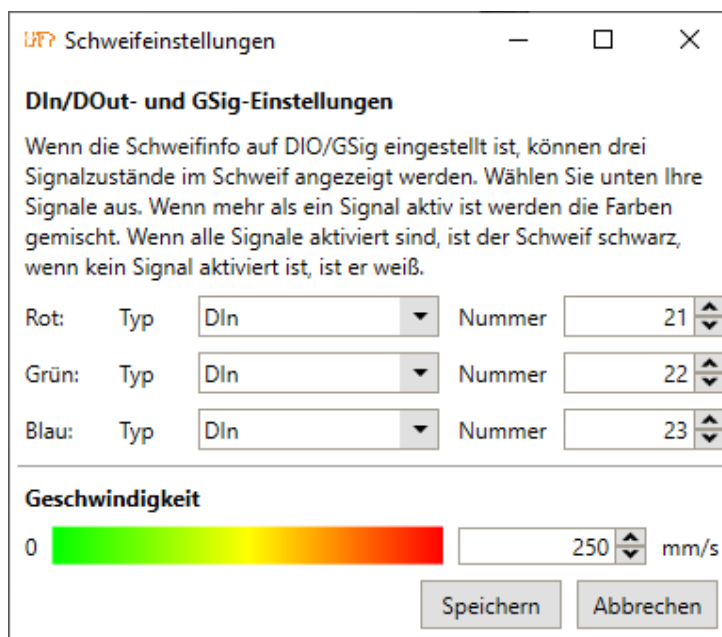 Schweifeinstellungen
DIn/DOut- und GSig-Einstellungen
Wenn die Schweifinfo auf DIO/GSig eingestellt ist, können drei
Signalzustände im Schweif angezeigt werden. Wählen Sie unten Ihre
Signale aus. Wenn mehr als ein Signal aktiv ist werden die Farben
gemischt. Wenn alle Signale aktiviert sind, ist der Schweif schwarz,
wenn kein Signal aktiviert ist, ist er weiß.
Rot: Typ DIn Nummer 21
Grün: Typ DIn Nummer 22
Blau: Typ DIn Nummer 23
Geschwindigkeit
0 250 mm/s
Speichern Abbrechen